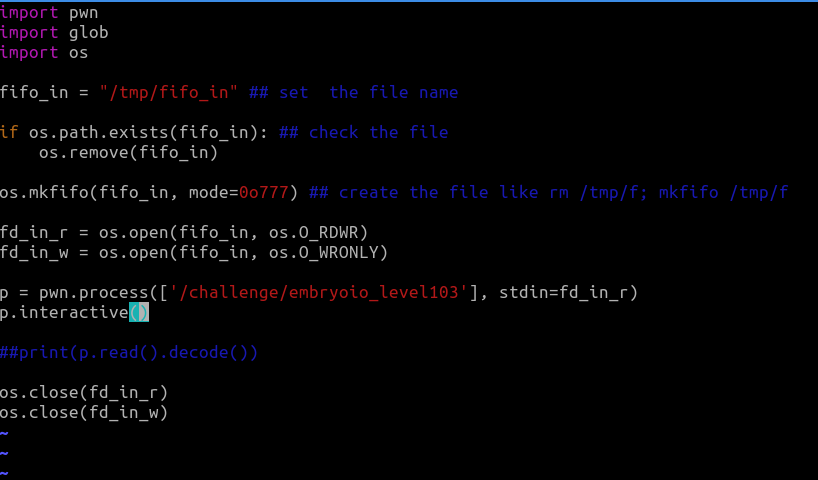 import pwn
import glob
import os
fifo_in = "/tmp/fifo_in" ## set  the file name
if os.path.exists(fifo_in): ## check the file
    os.remove(fifo_in)
os.mkfifo(fifo_in, mode=0o777) ## create the file like rm /tmp/f; mkfifo /tmp/f
fd_in_r = os.open(fifo_in, os.O_RDWR)
fd_in_w = os.open(fifo_in, os.O_WRONLY)
p = pwn.process(['/challenge/embryoio_level103'], stdin=fd_in_r)
p.interactive()
##print(p.read().decode())
os.close(fd_in_r)
os.close(fd_in_w)
~
~
~